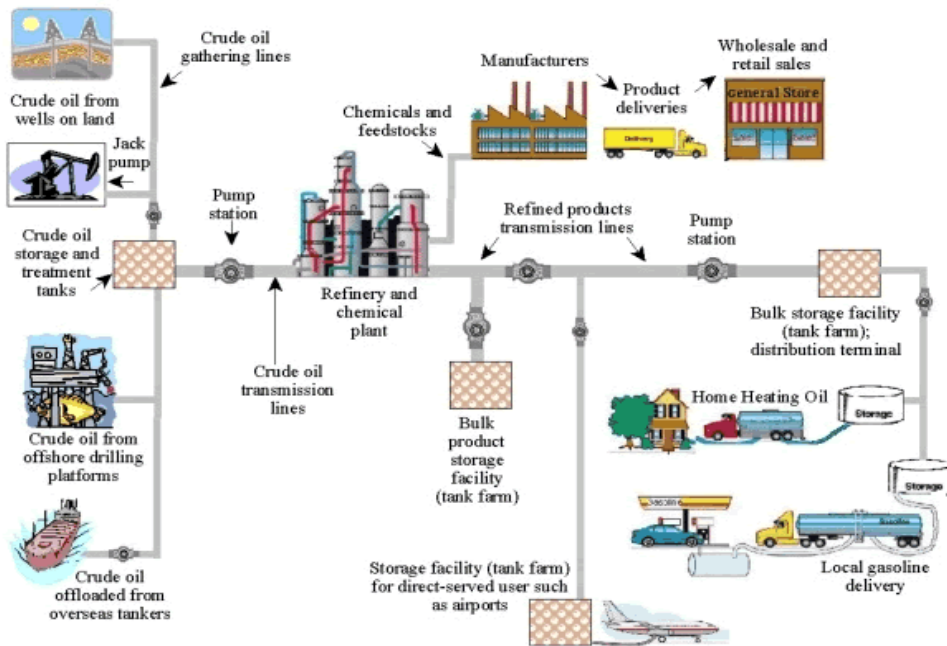 Crude oil
gathering lines
Crude oil from
wells on land
Jack
pump
Crude oil
storage and
treatment
tanks
Crude oil from
offshore drilling
platforms
Crude oil
offloaded from
overseas tankers
Pump
station
Crude oil
transmission
lines
Refinery and
chemical
plant
Chemicals and
feedstocks
Manufacturers
Product
deliveries
Delivery
Wholesale and
retail sales
General Store
Refined products
transmission lines
Pump
station
Bulk
product
storage
facility
(tank farm)
Storage facility (tank farm)
for direct-served user such
as airports
Bulk storage facility
(tank farm);
distribution terminal
Home Heating Oil
Storage
Storage
gasoline
Gasoline
Local gasoline
delivery